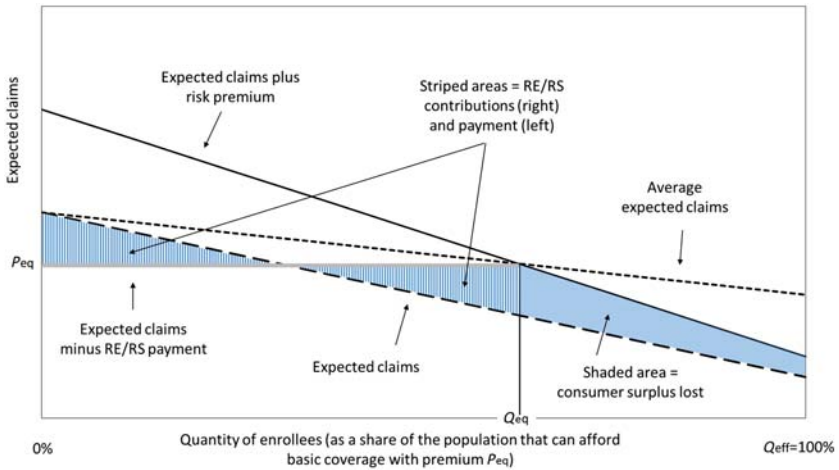 Expected claims
Expected claims plus
risk premium
Striped areas = RE/RS
contributions (right)
and payment (left)
Average
expected claims
Peq
Expected claims
minus RE/RS payment
Expected claims
Shaded area =
consumer surplus lost
Qeq
0%
Quantity of enrollees (as a share of the population that can afford
basic coverage with premium Peq)
Qeff=100%